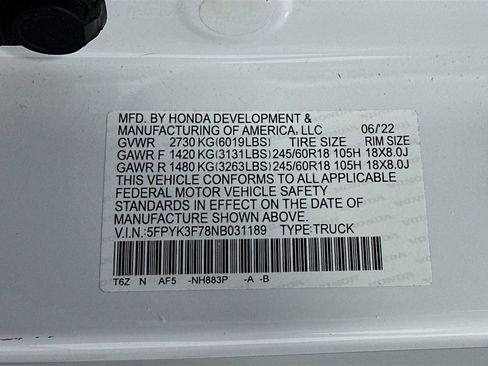 MFD. BY HONDA DEVELOPMENT &
MANUFACTURING OF AMERICA, LLC 06/'22
GVWR 2730 KG(6019LBS) TIRE SIZE RIM SIZE
GAWR F 1420 KG(3131LBS) 245/60R18 105H 18X8.0J
GAWR R 1480 KG(3263LBS) 245/60R18 105H 18X8.0J
THIS VEHICLE CONFORMS TO ALL APPLICABLE
FEDERAL MOTOR VEHICLE SAFETY
STANDARDS IN EFFECT ON THE DATE OF
MANUFACTURE SHOWN ABOVE.
V.I.N.:5FPYK3F78NB031189 TYPE:TRUCK
T6Z N AF5 -NH883P -A -B